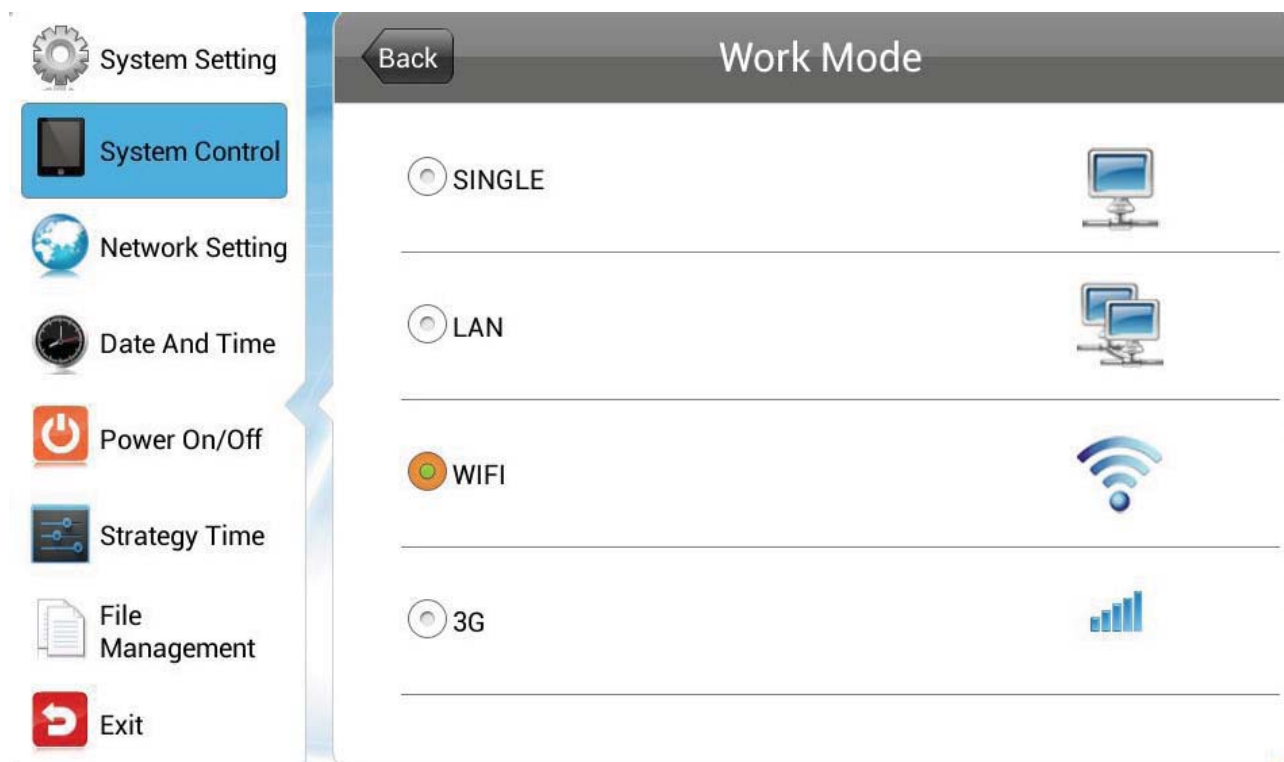 System Setting
System Control
Network Setting
Date And Time
Power On/Off
Strategy Time
File
Management
Exit
Back
Work Mode
SINGLE
LAN
WIFI
3G